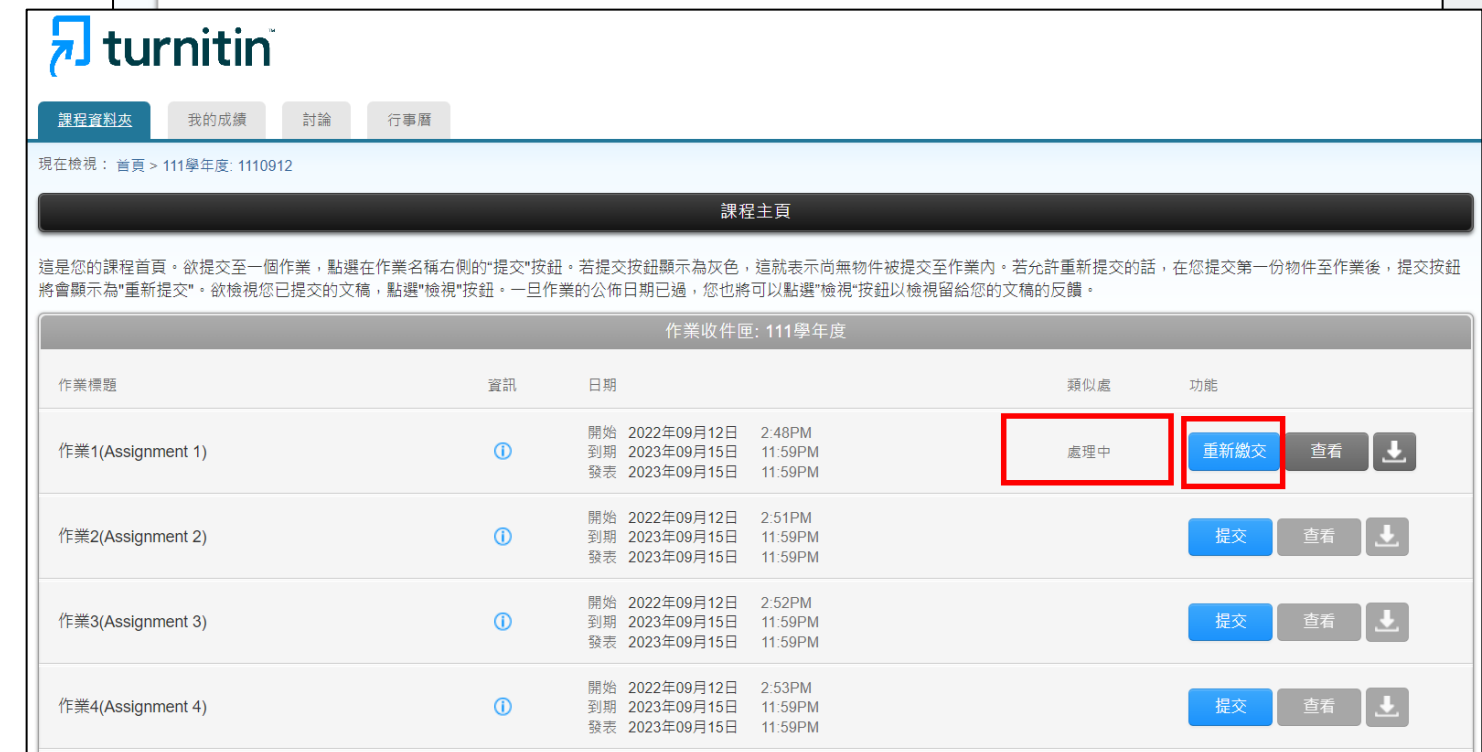 turnitin™
課程資料夾 我的成績 討論 行事曆
現在檢視： 首頁 > 111學年度: 1110912
課程主頁
這是您的課程首頁。欲提交至一個作業，點選在作業名稱右側的“提交"按鈕。若提交按鈕顯示為灰色，這就表示尚無物件被提交至作業內。若允許重新提交的話，在您提交第一份物件至作業後，提交按鈕
將會顯示為"重新提交"。欲檢視您已提交的文稿，點選"檢視"按鈕。一旦作業的公佈日期已過，您也將可以點選”檢視“按鈕以檢視留給您的文稿的反饋。
作業收件匣: 111學年度
作業標題 資訊 日期 類似處 功能
開始 2022年09月12日 2:48PM
作業1(Assignment 1) 到期 2023年09月15日 11:59PM 處理中 重新繳交 查看
發表 2023年09月15日 11:59PM
開始 2022年09月12日 2:51PM
作業2(Assignment 2) 到期 2023年09月15日 11:59PM 提交 查看
發表 2023年09月15日 11:59PM
開始 2022年09月12日 2:52PM
作業3(Assignment 3) 到期 2023年09月15日 11:59PM 提交 查看
發表 2023年09月15日 11:59PM
開始 2022年09月12日 2:53PM
作業4(Assignment 4) 到期 2023年09月15日 11:59PM 提交 查看
發表 2023年09月15日 11:59PM